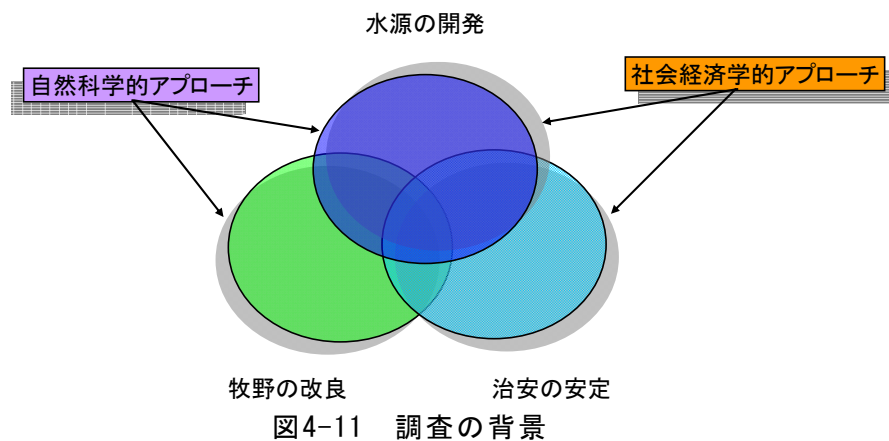 水源の開発
自然科学的アプローチ
社会経済学的アプローチ
牧野の改良
治安の安定
図4-11　調査の背景